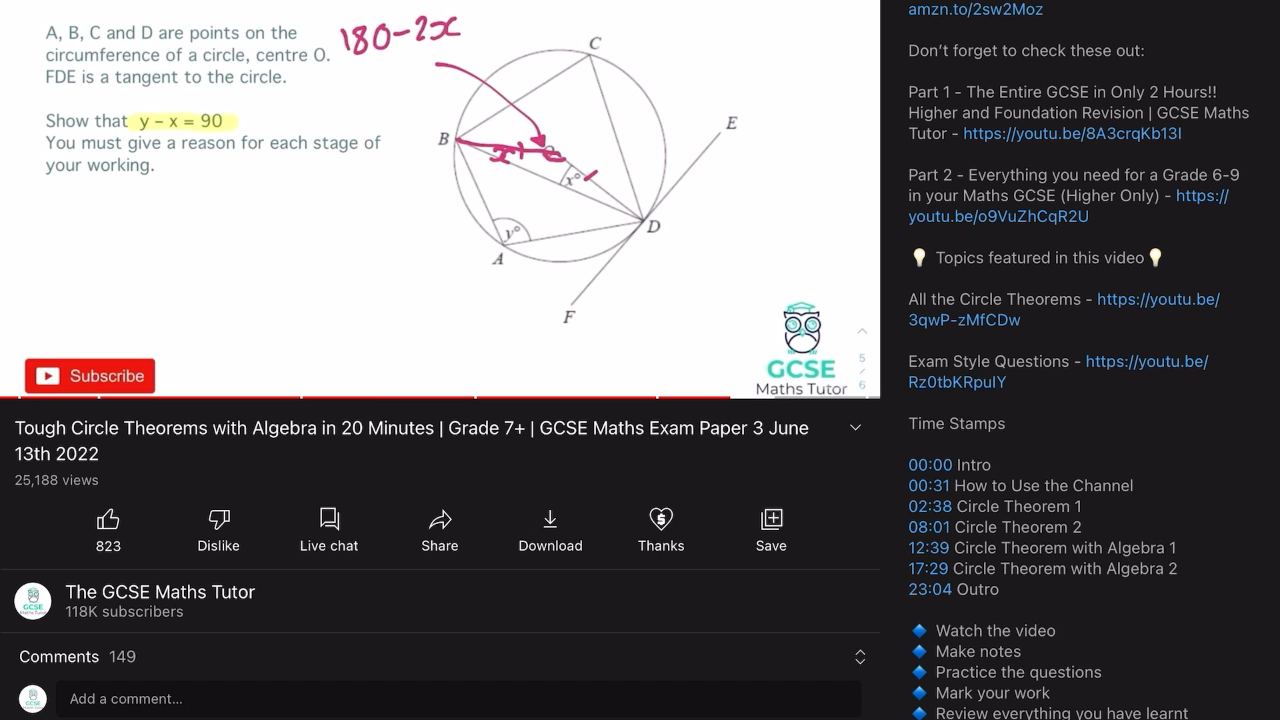 A, B, C and D are points on the
circumference of a circle, centre O.
FDE is a tangent to the circle.
180-2x
Show that y – x = 90
You must give a reason for each stage of
your working.
C
B
E
x
x°
D
y°
A
F
Subscribe
GCSE
Maths Tutor
5
/
6
Tough Circle Theorems with Algebra in 20 Minutes | Grade 7+ | GCSE Maths Exam Paper 3 June
13th 2022
25,188 views
823
Dislike
Live chat
Share
Download
Thanks
Save
The GCSE Maths Tutor
118K subscribers
Comments 149
Add a comment...
amzn.to/2sw2Moz
Don't forget to check these out:
Part 1 - The Entire GCSE in Only 2 Hours!!
Higher and Foundation Revision | GCSE Maths
Tutor - https://youtu.be/8A3crqKb13I
Part 2 - Everything you need for a Grade 6-9
in your Maths GCSE (Higher Only) - https://
youtu.be/o9VuZhCqR2U
Topics featured in this video
All the Circle Theorems - https://youtu.be/
3qwP-zMfCDw
Exam Style Questions - https://youtu.be/
Rz0tbKRpuIY
Time Stamps
00:00 Intro
00:31 How to Use the Channel
02:38 Circle Theorem 1
08:01 Circle Theorem 2
12:39 Circle Theorem with Algebra 1
17:29 Circle Theorem with Algebra 2
23:04 Outro
Watch the video
Make notes
Practice the questions
Mark your work
Review everything you have learnt